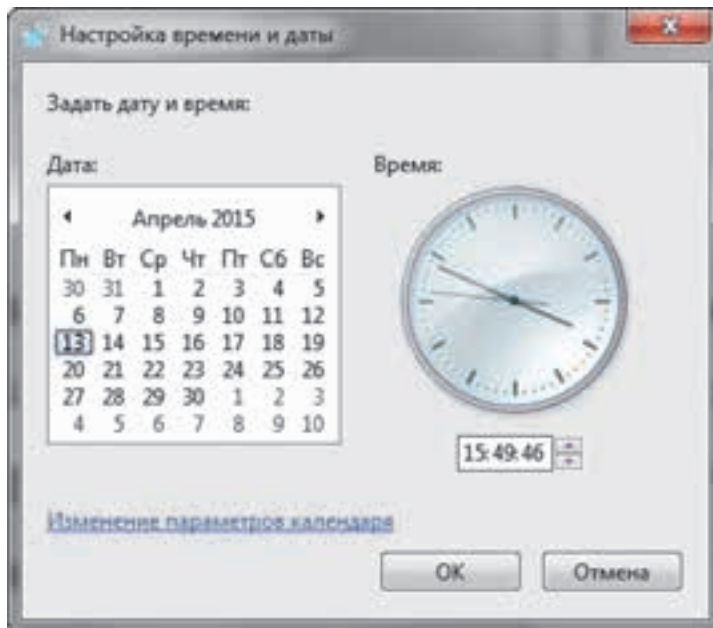 Настройка времени и даты
Задать дату и время:
Дата:
Время:
Апрель 2015
Пн Вт Ср Чт Пт Сб Вс
30 31 1 2 3 4 5
6 7 8 9 10 11 12
13 14 15 16 17 18 19
20 21 22 23 24 25 26
27 28 29 30 1 2 3
4 5 6 7 8 9 10
15:49:46
Изменение параметров календаря
ОК
Отмена